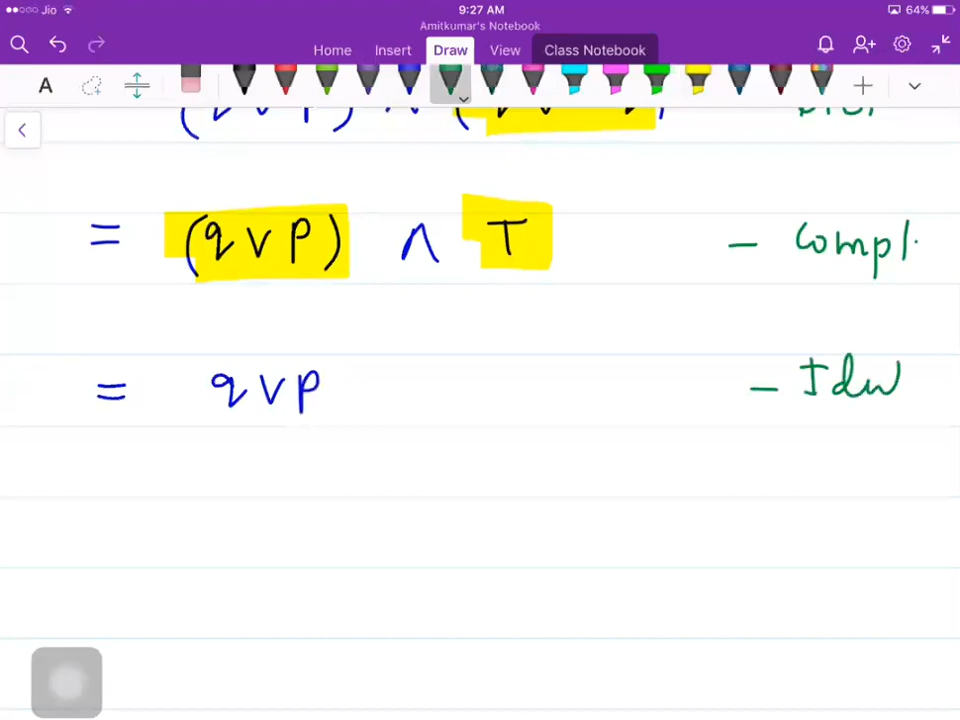 Jio 9:27 AM 64%
Amitkumar's Notebook
Home Insert Draw View Class Notebook
A
= (q ∨ p) ∧ T - Compl.
= q ∨ p - Idw